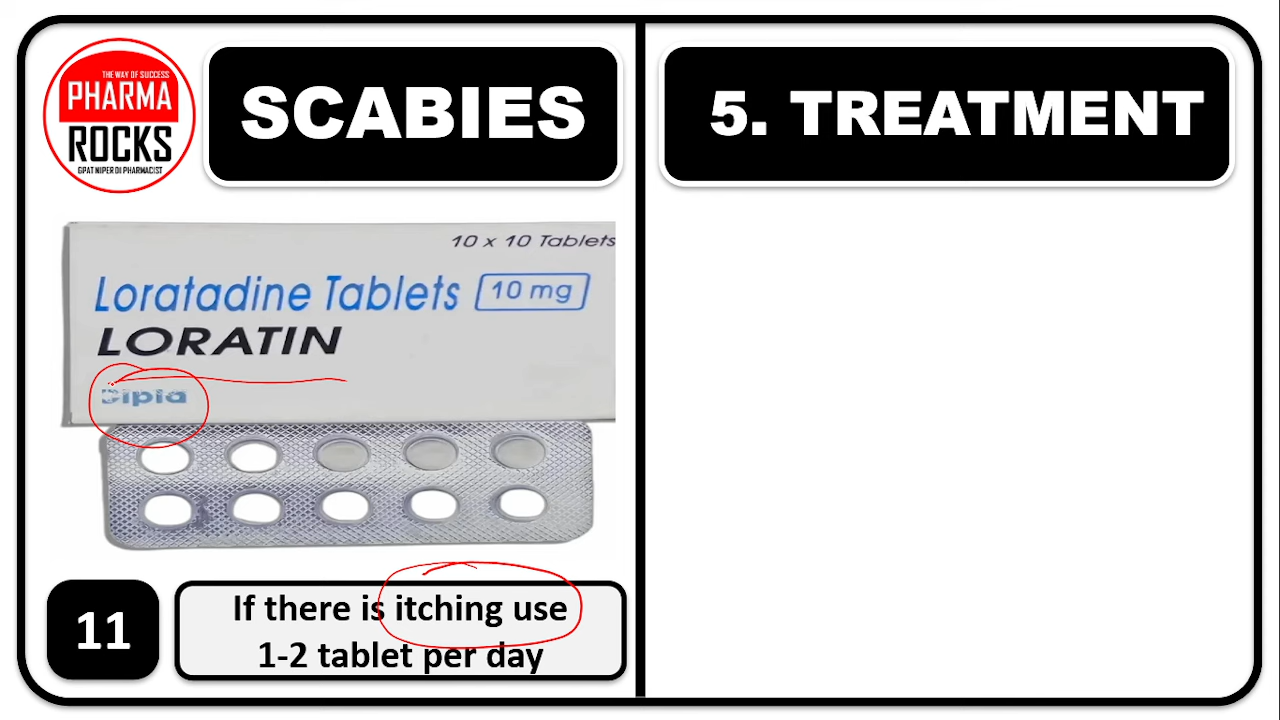 THE WAY OF SUCCESS
PHARMA
ROCKS
GPAT NIPER DI PHARMACIST
SCABIES
5. TREATMENT
10 x 10 Tablets
Loratadine Tablets 10 mg
LORATIN
Cipla
11
If there is itching use
1-2 tablet per day